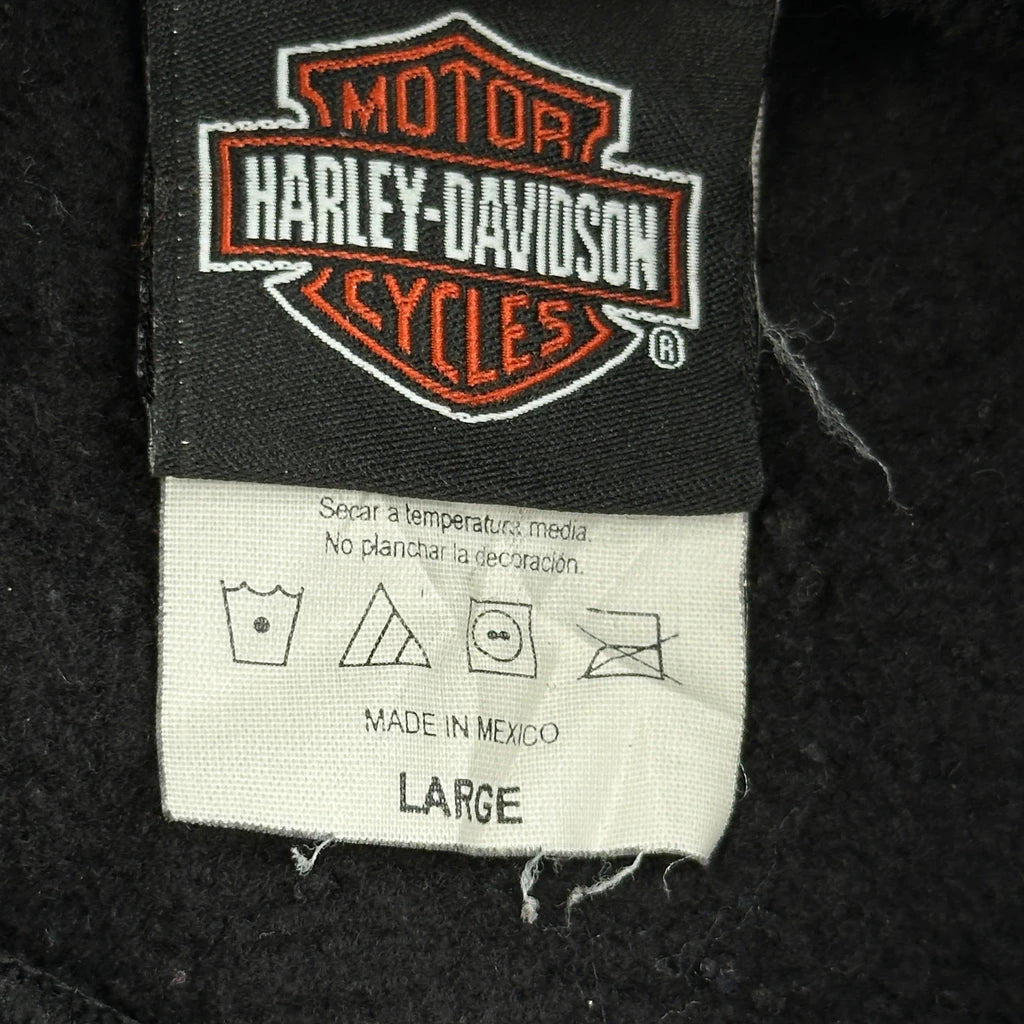 MOTOR
HARLEY-DAVIDSON
CYCLES
®
Secar a temperatura media.
No planchar la decoración.
MADE IN MEXICO
LARGE